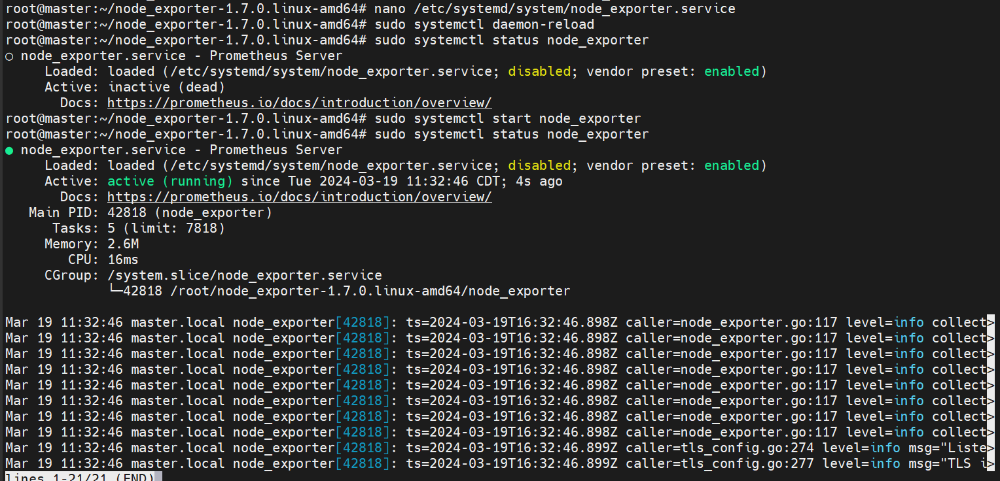 root@master:~/node_exporter-1.7.0.linux-amd64# nano /etc/systemd/system/node_exporter.service
root@master:~/node_exporter-1.7.0.linux-amd64# sudo systemctl daemon-reload
root@master:~/node_exporter-1.7.0.linux-amd64# sudo systemctl status node_exporter
○ node_exporter.service - Prometheus Server
     Loaded: loaded (/etc/systemd/system/node_exporter.service; disabled; vendor preset: enabled)
     Active: inactive (dead)
       Docs: https://prometheus.io/docs/introduction/overview/
root@master:~/node_exporter-1.7.0.linux-amd64# sudo systemctl start node_exporter
root@master:~/node_exporter-1.7.0.linux-amd64# sudo systemctl status node_exporter
● node_exporter.service - Prometheus Server
     Loaded: loaded (/etc/systemd/system/node_exporter.service; disabled; vendor preset: enabled)
     Active: active (running) since Tue 2024-03-19 11:32:46 CDT; 4s ago
       Docs: https://prometheus.io/docs/introduction/overview/
   Main PID: 42818 (node_exporter)
      Tasks: 5 (limit: 7818)
     Memory: 2.6M
        CPU: 16ms
     CGroup: /system.slice/node_exporter.service
             └─42818 /root/node_exporter-1.7.0.linux-amd64/node_exporter
Mar 19 11:32:46 master.local node_exporter[42818]: ts=2024-03-19T16:32:46.898Z caller=node_exporter.go:117 level=info collect>
Mar 19 11:32:46 master.local node_exporter[42818]: ts=2024-03-19T16:32:46.898Z caller=node_exporter.go:117 level=info collect>
Mar 19 11:32:46 master.local node_exporter[42818]: ts=2024-03-19T16:32:46.898Z caller=node_exporter.go:117 level=info collect>
Mar 19 11:32:46 master.local node_exporter[42818]: ts=2024-03-19T16:32:46.898Z caller=node_exporter.go:117 level=info collect>
Mar 19 11:32:46 master.local node_exporter[42818]: ts=2024-03-19T16:32:46.898Z caller=node_exporter.go:117 level=info collect>
Mar 19 11:32:46 master.local node_exporter[42818]: ts=2024-03-19T16:32:46.898Z caller=node_exporter.go:117 level=info collect>
Mar 19 11:32:46 master.local node_exporter[42818]: ts=2024-03-19T16:32:46.898Z caller=node_exporter.go:117 level=info collect>
Mar 19 11:32:46 master.local node_exporter[42818]: ts=2024-03-19T16:32:46.898Z caller=node_exporter.go:117 level=info collect>
Mar 19 11:32:46 master.local node_exporter[42818]: ts=2024-03-19T16:32:46.899Z caller=tls_config.go:274 level=info msg="Liste>
Mar 19 11:32:46 master.local node_exporter[42818]: ts=2024-03-19T16:32:46.899Z caller=tls_config.go:277 level=info msg="TLS i>
lines 1-21/21 (END)